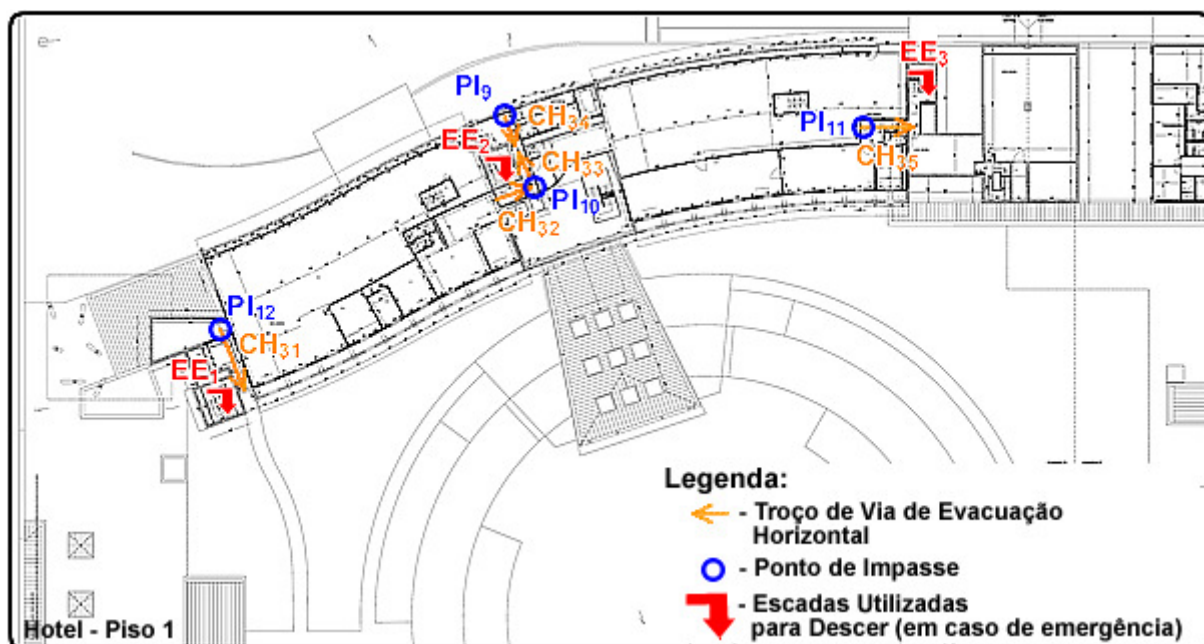 EE3
PI9
CH34
PI11
EE2
CH33
CH35
PI10
CH32
PI12
CH31
EE1
Legenda:
- Troço de Via de Evacuação
Horizontal
- Ponto de Impasse
- Escadas Utilizadas
para Descer (em caso de emergência)
Hotel - Piso 1